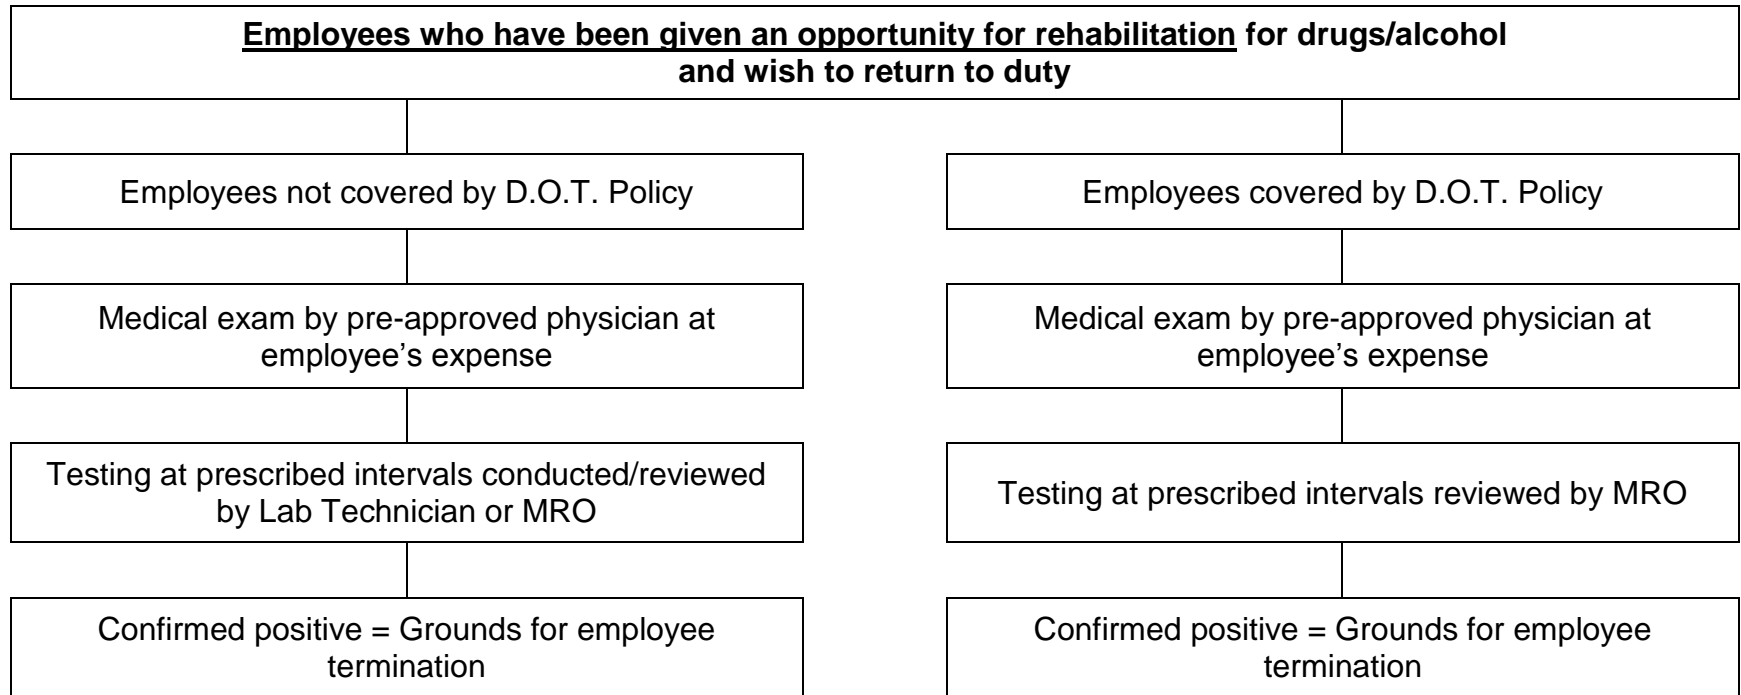 Employees who have been given an opportunity for rehabilitation for drugs/alcohol
and wish to return to duty
Employees not covered by D.O.T. Policy
Employees covered by D.O.T. Policy
Medical exam by pre-approved physician at
employee’s expense
Medical exam by pre-approved physician at
employee’s expense
Testing at prescribed intervals conducted/reviewed
by Lab Technician or MRO
Testing at prescribed intervals reviewed by MRO
Confirmed positive = Grounds for employee
termination
Confirmed positive = Grounds for employee
termination